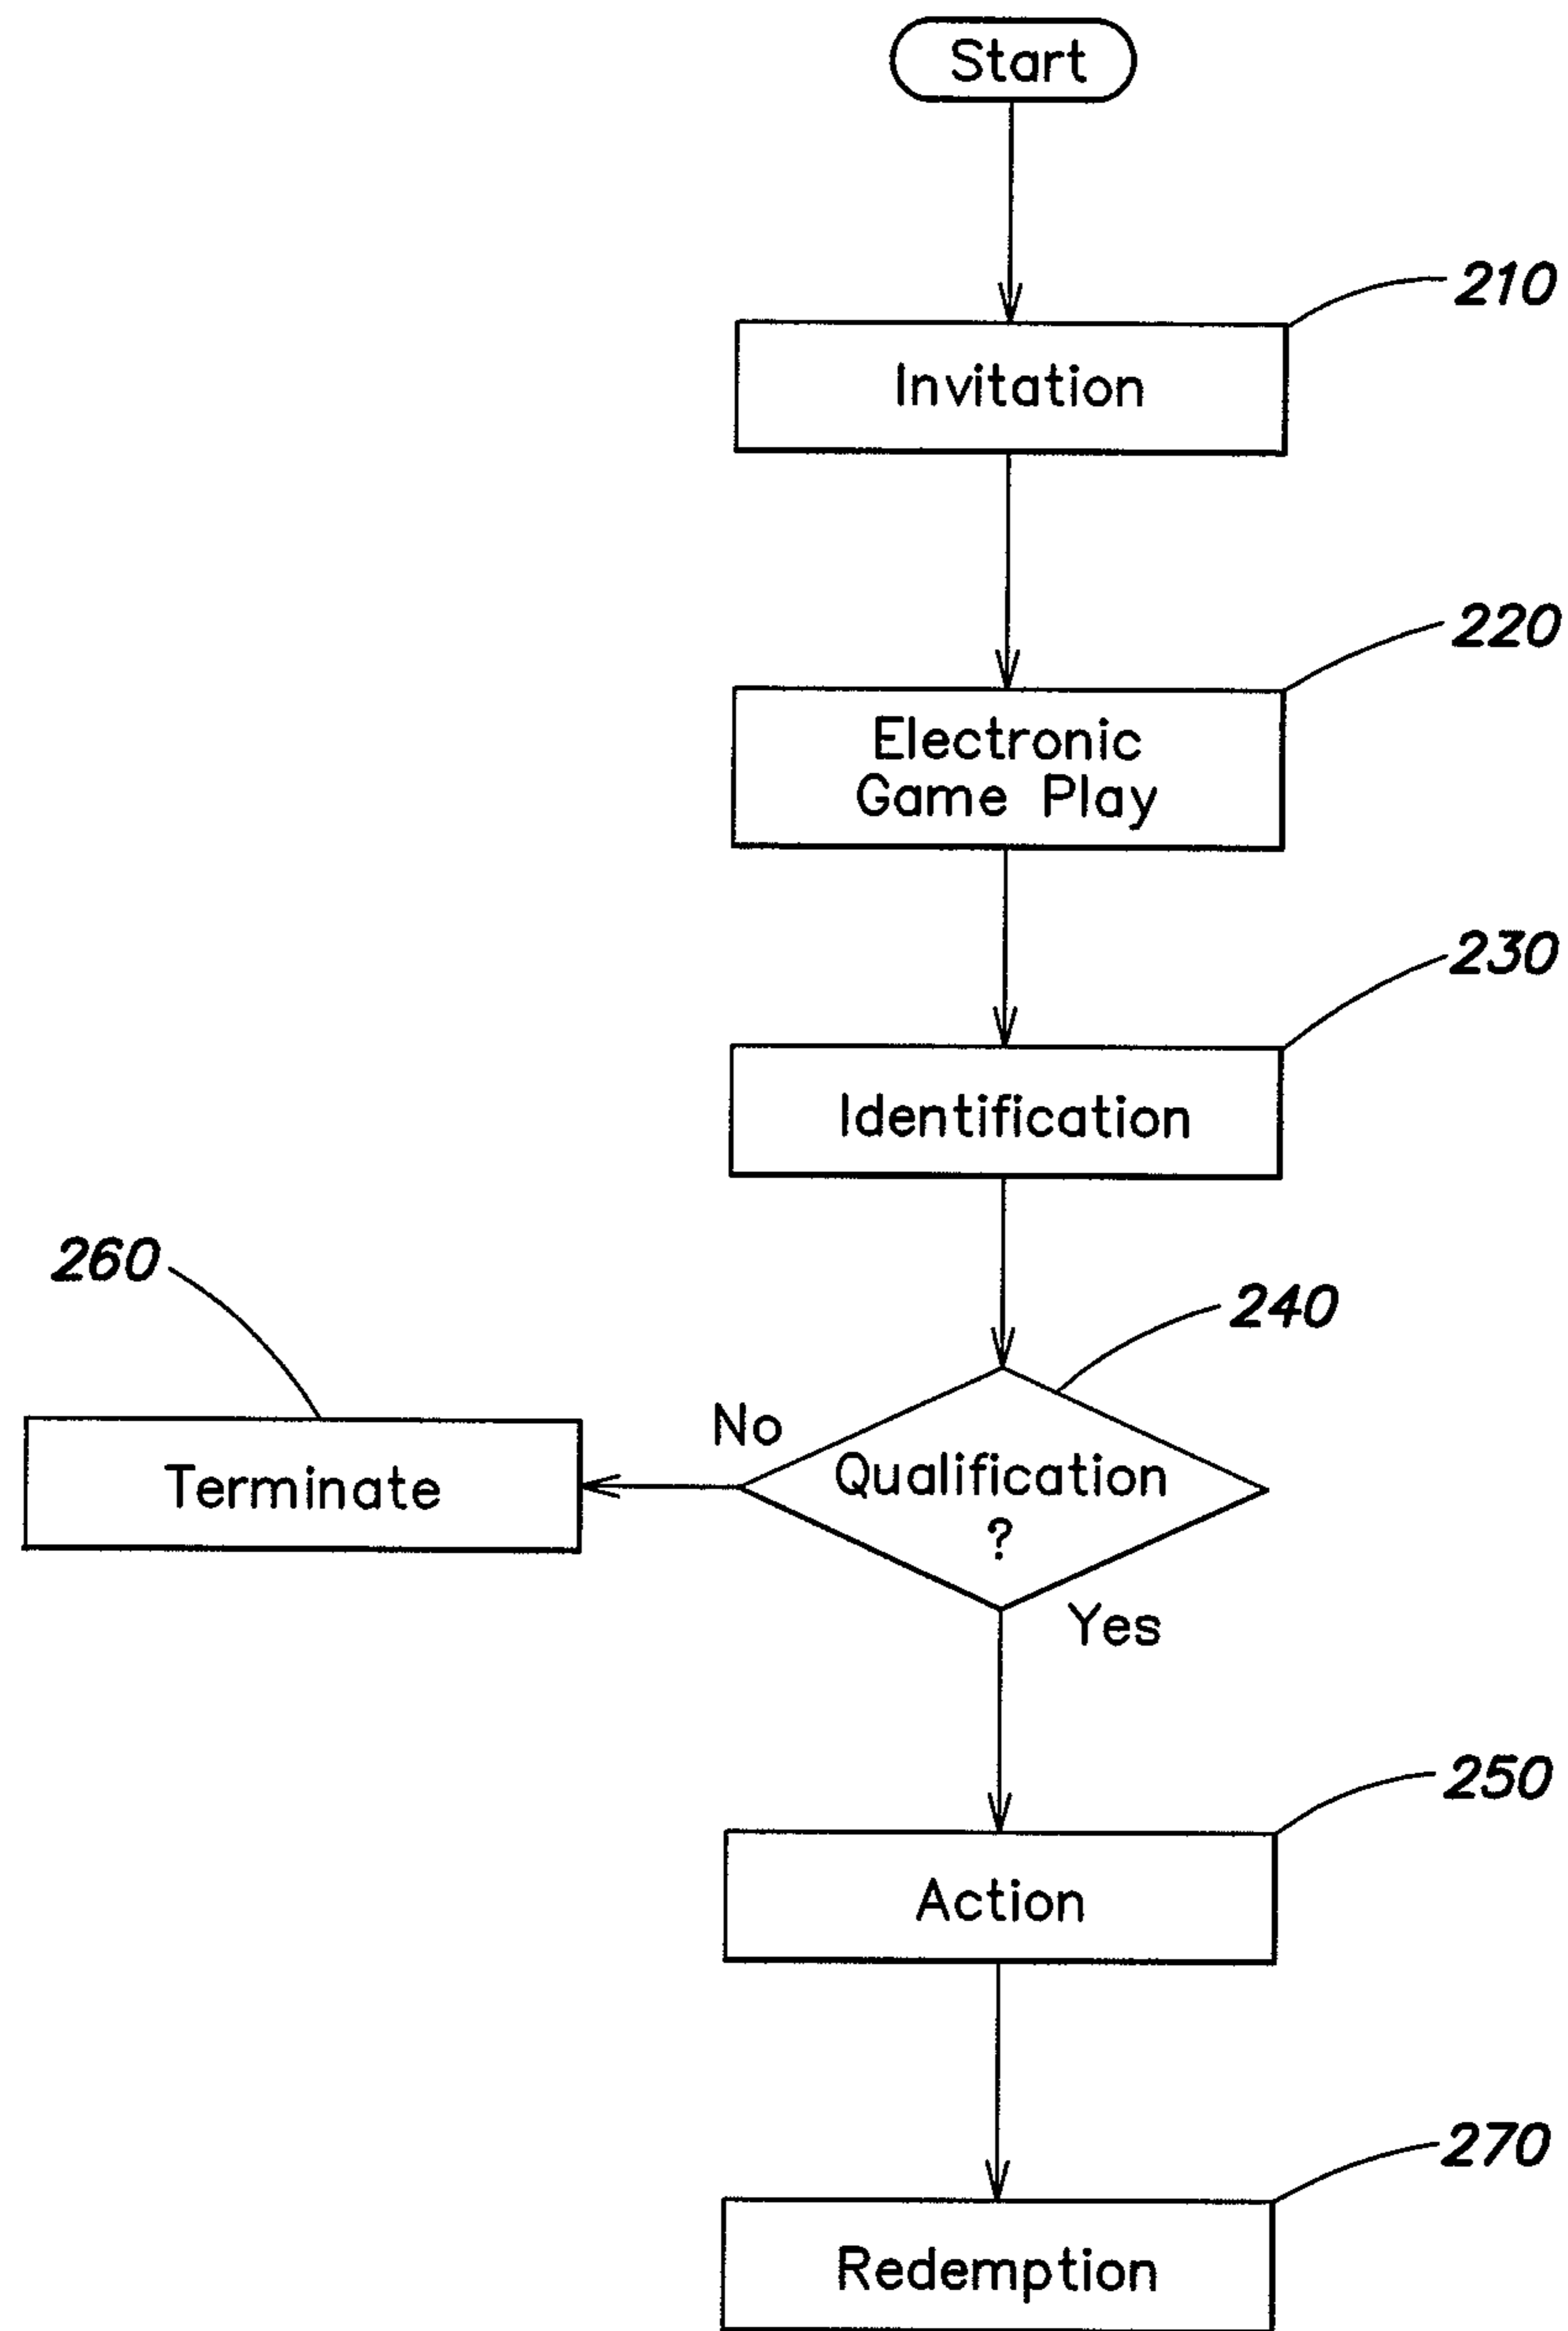 Start
210
Invitation
220
Electronic
Game Play
230
Identification
260
240
No
Terminate
Qualification
?
Yes
250
Action
270
Redemption